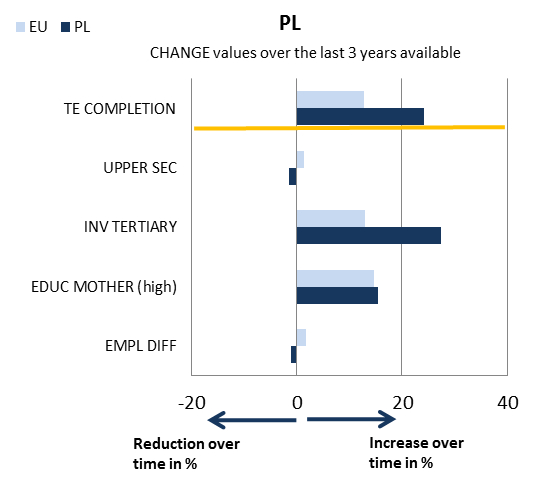 EU PL
PL
CHANGE values over the last 3 years available
TE COMPLETION
UPPER SEC
INV TERTIARY
EDUC MOTHER (high)
EMPL DIFF
-20 0 20 40
Reduction over
time in %
Increase over
time in %